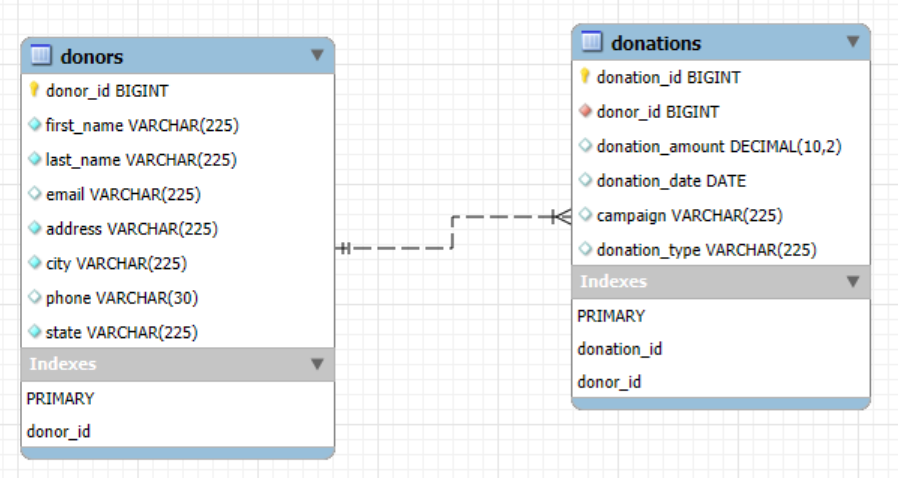 donors
donor_id BIGINT
first_name VARCHAR(225)
last_name VARCHAR(225)
email VARCHAR(225)
address VARCHAR(225)
city VARCHAR(225)
phone VARCHAR(30)
state VARCHAR(225)
Indexes
PRIMARY
donor_id
donations
donation_id BIGINT
donor_id BIGINT
donation_amount DECIMAL(10,2)
donation_date DATE
campaign VARCHAR(225)
donation_type VARCHAR(225)
Indexes
PRIMARY
donation_id
donor_id